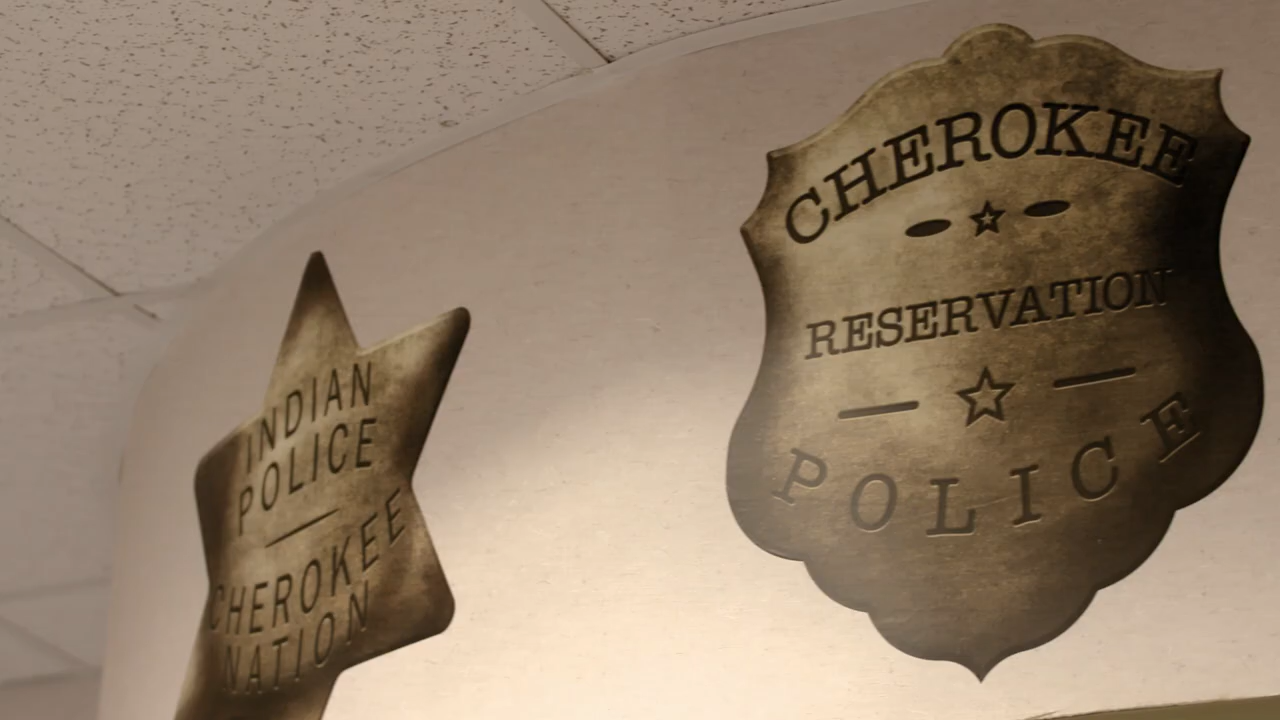 INDIAN
POLICE
CHEROKEE
NATION
CHEROKEE
RESERVATION
POLICE